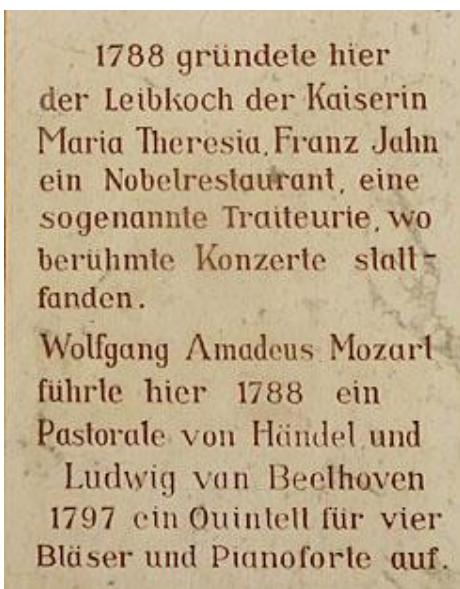 1788 gründete hier
der Leibkoch der Kaiserin
Maria Theresia, Franz Jahn
ein Nobelrestaurant, eine
sogenannte Traiteurie, wo
berühmte Konzerte statt-
fanden.
Wolfgang Amadeus Mozart
führte hier 1788 ein
Pastorale von Händel und
Ludwig van Beethoven
1797 ein Quintett für vier
Bläser und Pianoforte auf.